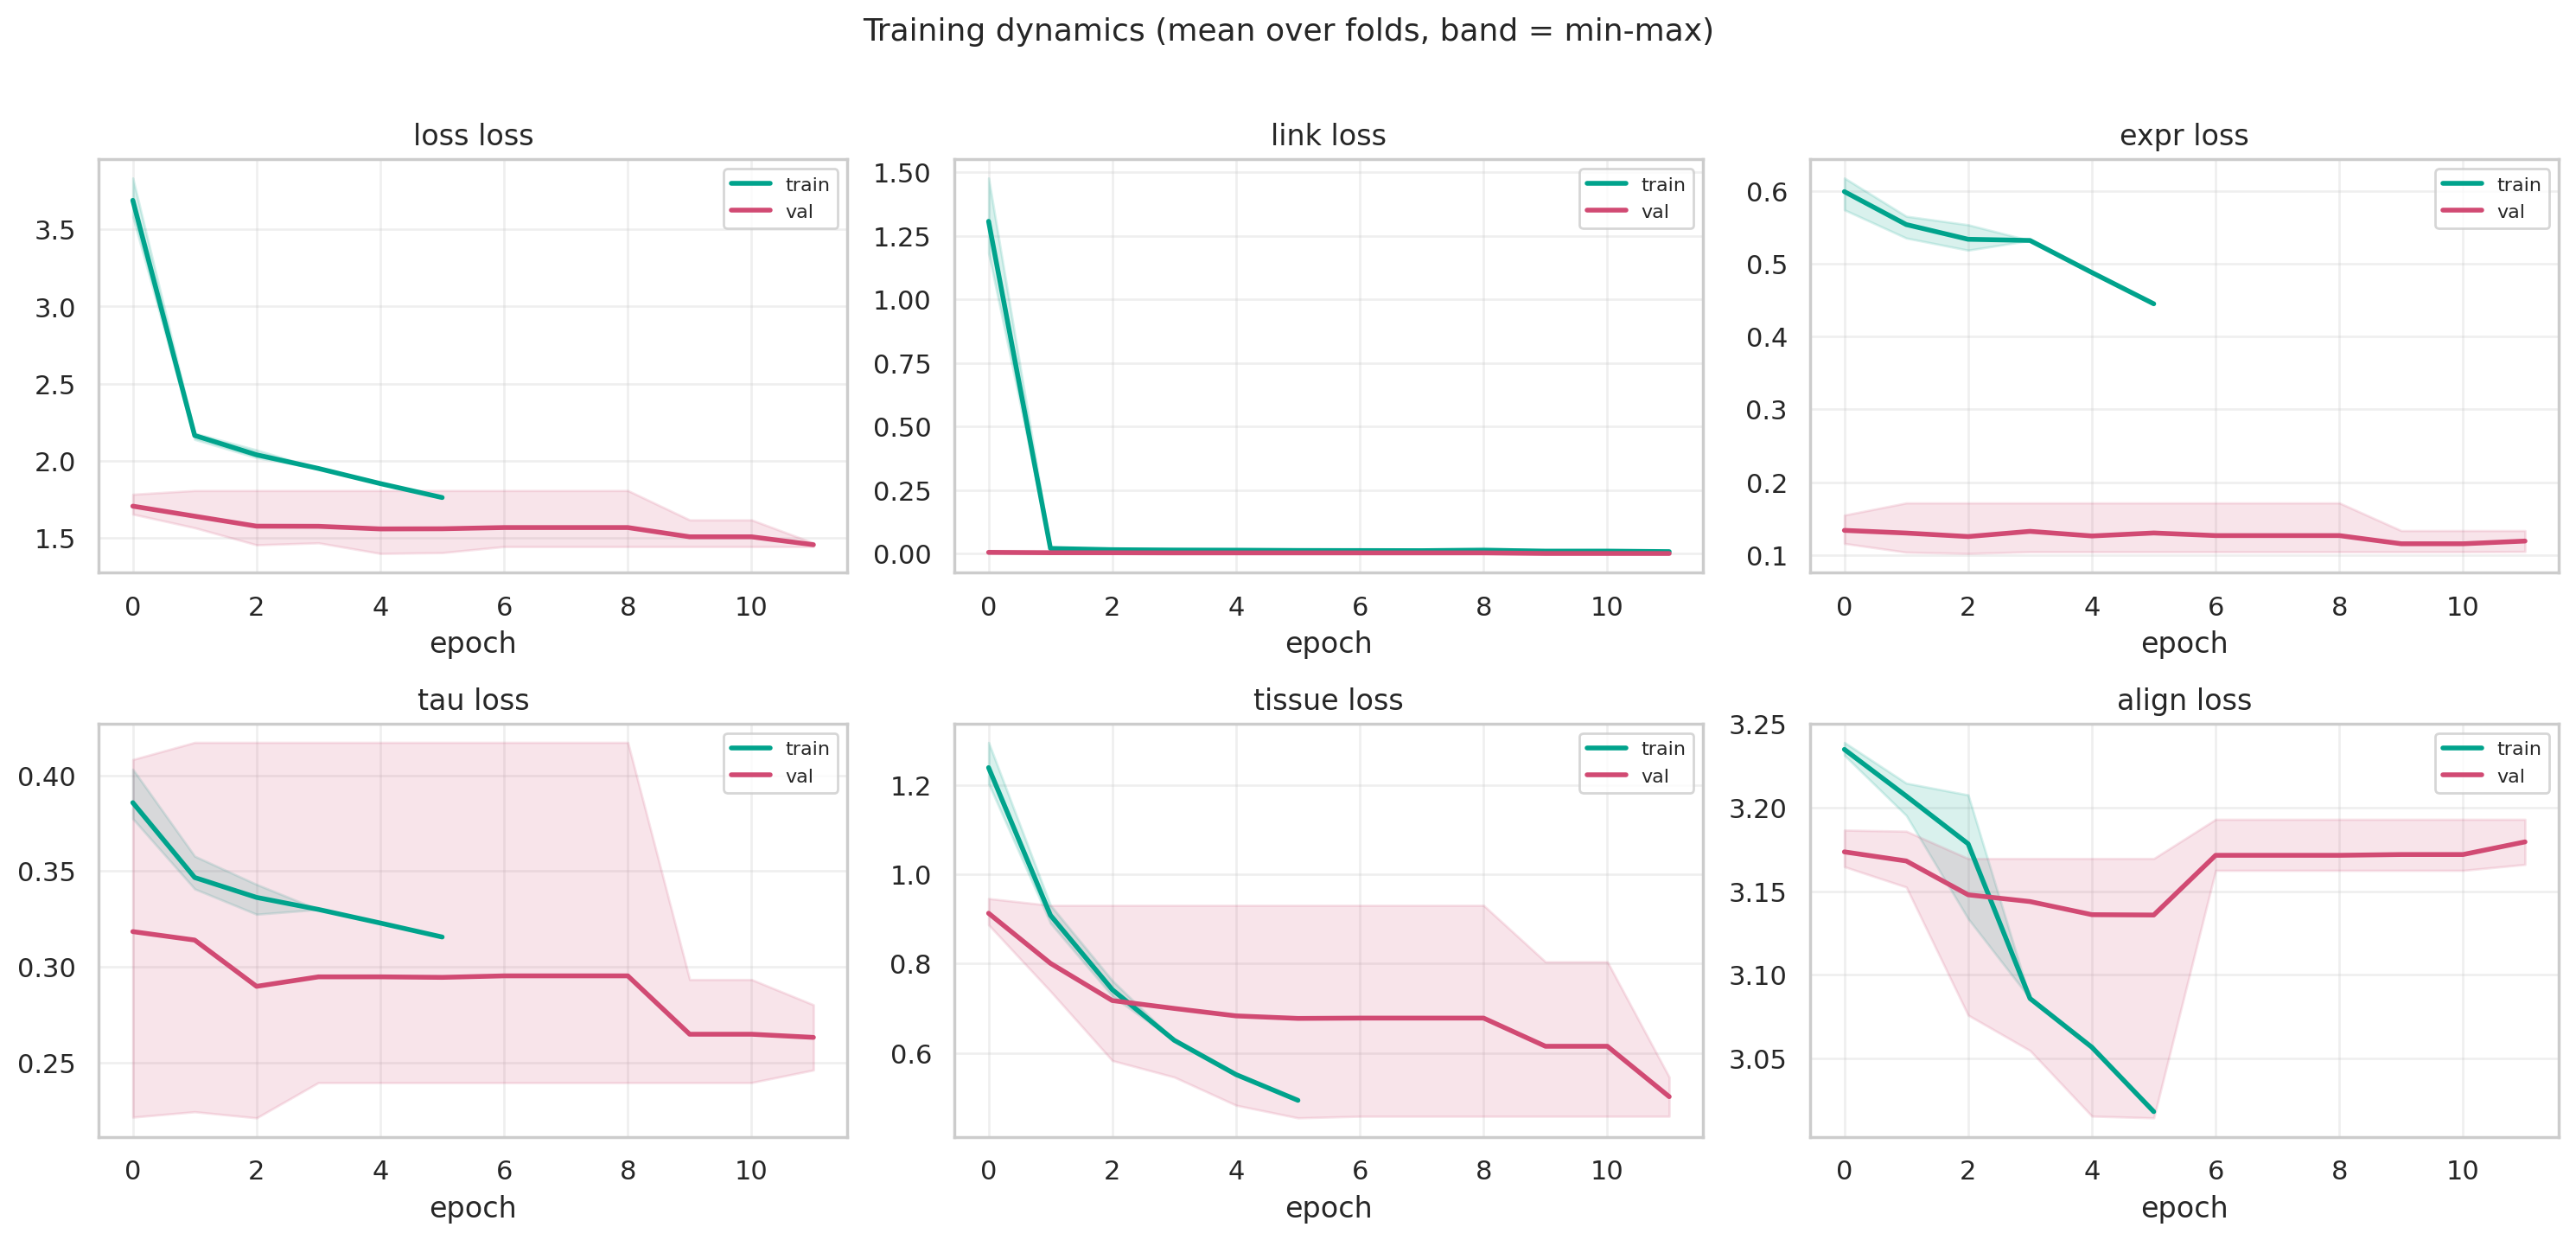 Training dynamics (mean over folds, band = min-max)
loss loss
train
val
3.5
3.0
2.5
2.0
1.5
0 2 4 6 8 10
epoch
link loss
train
val
1.50
1.25
1.00
0.75
0.50
0.25
0.00
0 2 4 6 8 10
epoch
expr loss
train
val
0.6
0.5
0.4
0.3
0.2
0.1
0 2 4 6 8 10
epoch
tau loss
train
val
0.40
0.35
0.30
0.25
0 2 4 6 8 10
epoch
tissue loss
train
val
1.2
1.0
0.8
0.6
0 2 4 6 8 10
epoch
align loss
train
val
3.25
3.20
3.15
3.10
3.05
0 2 4 6 8 10
epoch